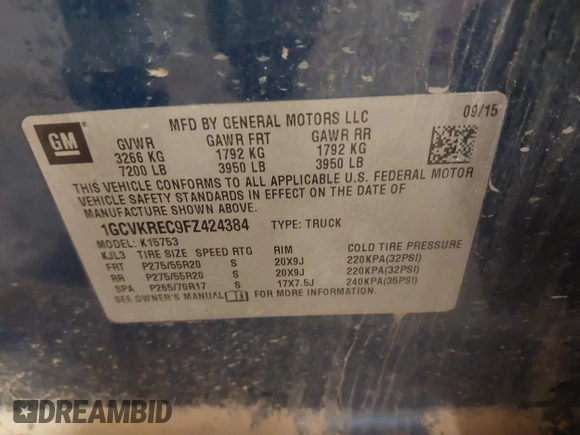 GM
MFD BY GENERAL MOTORS LLC
09/15
GVWR GAWR FRT GAWR RR
3266 KG 1792 KG 1792 KG
7200 LB 3950 LB 3950 LB
THIS VEHICLE CONFORMS TO ALL APPLICABLE U.S. FEDERAL MOTOR
VEHICLE SAFETY STANDARDS IN EFFECT ON THE DATE OF
MANUFACTURE SHOWN ABOVE.
1GCVKREC9FZ424384 TYPE: TRUCK
MODEL: K15753
KJL3 TIRE SIZE SPEED RTG RIM COLD TIRE PRESSURE
FRT P275/55R20 S 20X9J 220KPA(32PSI)
RR P275/55R20 S 20X9J 220KPA(32PSI)
SPA P265/70R17 S 17X7.5J 240KPA(35PSI)
SEE OWNER'S MANUAL FOR MORE INFORMATION.
DREAMBID